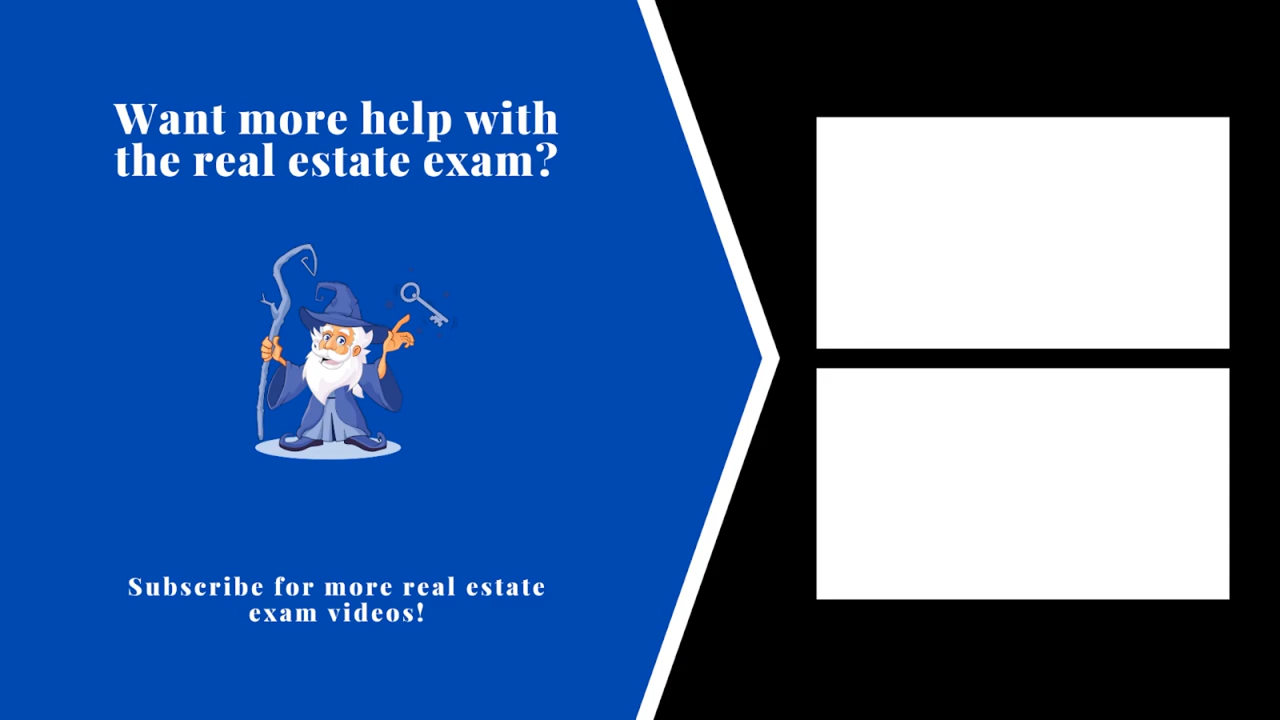 Want more help with
the real estate exam?
Subscribe for more real estate
exam videos!